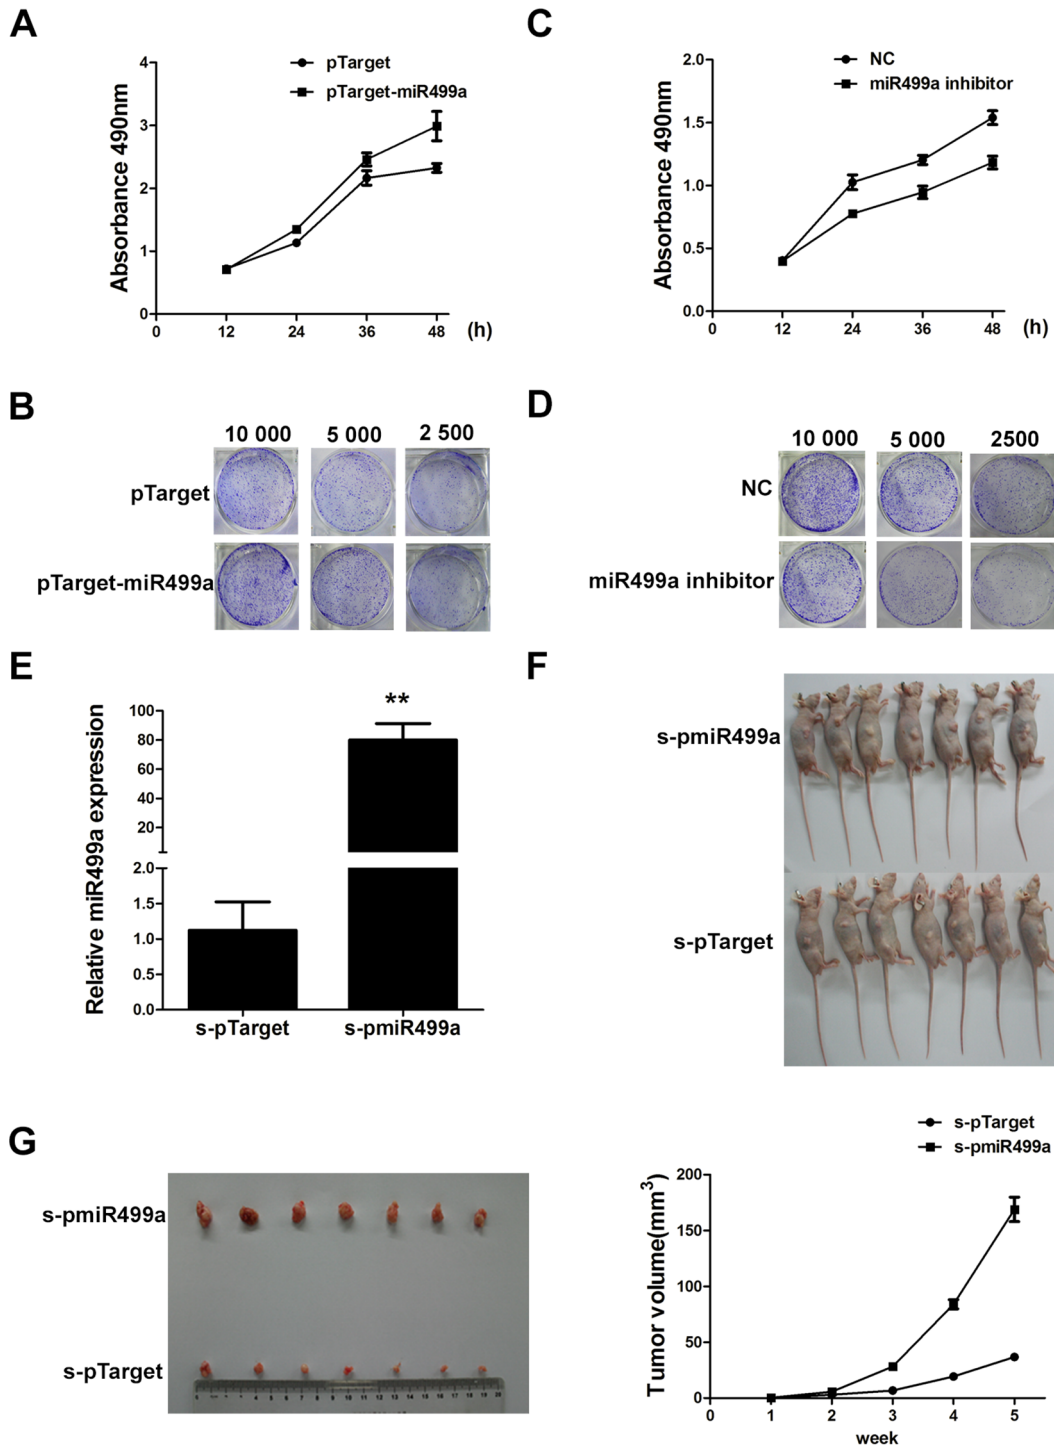 A
pTarget
pTarget-miR499a
Absorbance 490nm
4
3
2
1
0
0 12 24 36 48 (h)
C
NC
miR499a inhibitor
Absorbance 490nm
2.0
1.5
1.0
0.5
0.0
0 12 24 36 48 (h)
B
10 000 5 000 2 500
pTarget
pTarget-miR499a
D
10 000 5 000 2500
NC
miR499a inhibitor
E
Relative miR499a expression
**
100
80
60
40
20
2.0
1.5
1.0
0.5
0.0
s-pTarget s-pmiR499a
F
s-pmiR499a
s-pTarget
G
s-pmiR499a
s-pTarget
s-pTarget
s-pmiR499a
Tumor volume(mm3)
200
150
100
50
0
0 1 2 3 4 5
week